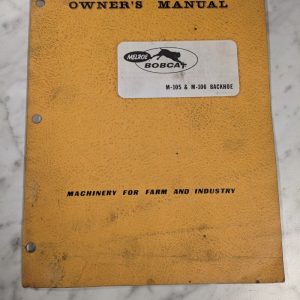 OWNER'S MANUAL
MELROE
BOBCAT
M-105 & M-106 BACKHOE
MACHINERY FOR FARM AND INDUSTRY